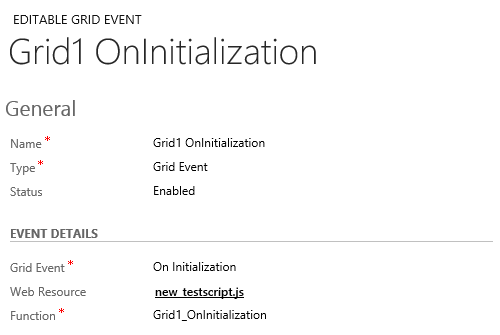 EDITABLE GRID EVENT
Grid1 OnInitialization
General
Name * Grid1 OnInitialization
Type * Grid Event
Status Enabled
EVENT DETAILS
Grid Event * On Initialization
Web Resource new_testscript.js
Function * Grid1_OnInitialization